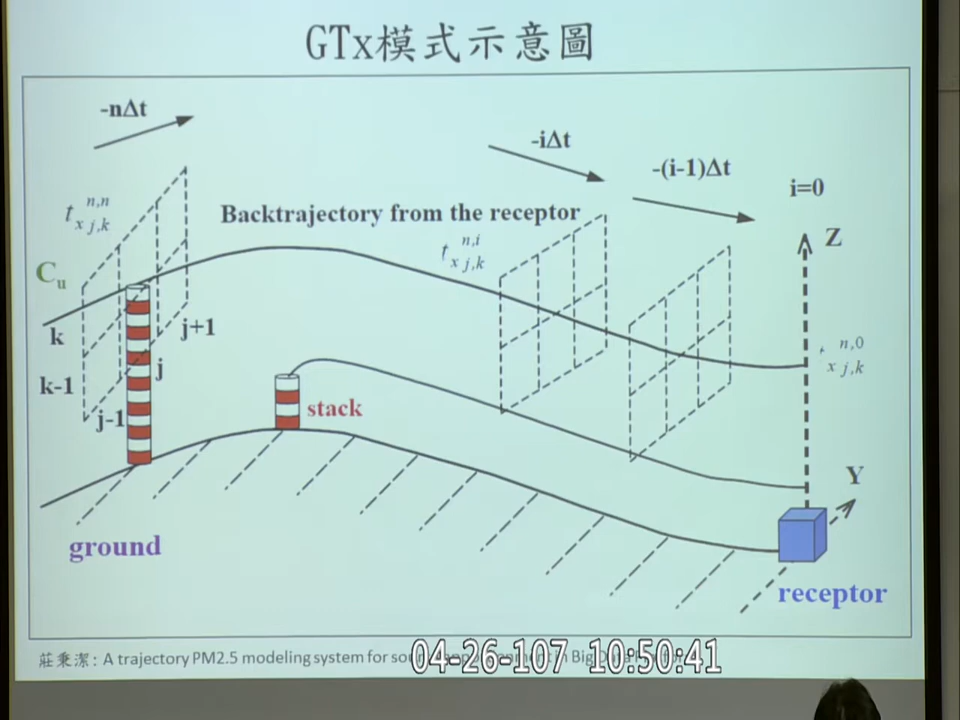 GTx模式示意圖
-nΔt
-iΔt
-(i-1)Δt
i=0
t n,n
x j,k
Backtrajectory from the receptor
t n,i
x j,k
Z
C u
k
j+1
n,0
x j,k
k-1
j
j-1
stack
Y
ground
receptor
莊秉潔: A trajectory PM2.5 modeling system for
04-26-107 10:50:41